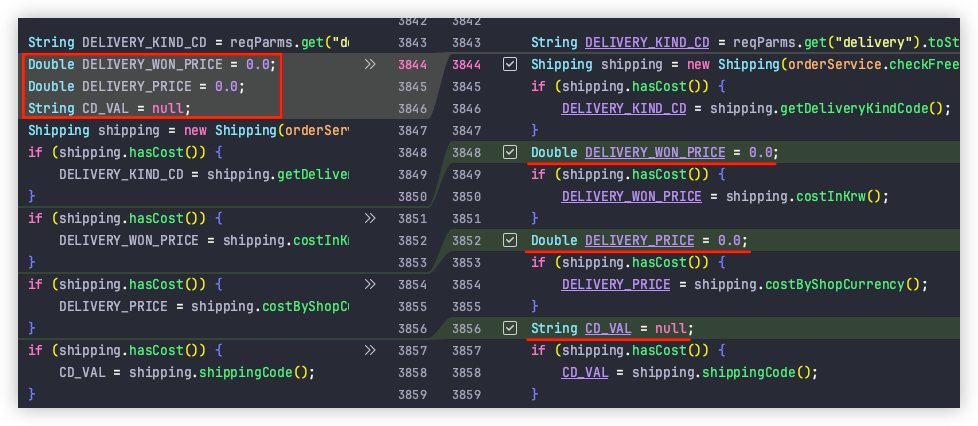 3842 3842
String DELIVERY_KIND_CD = reqParms.get("de 3843 3843 String DELIVERY_KIND_CD = reqParms.get("delivery").toSt
Double DELIVERY_WON_PRICE = 0.0; >> 3844 3844 Shipping shipping = new Shipping(orderService.checkFree
Double DELIVERY_PRICE = 0.0; 3845 3845 if (shipping.hasCost()) {
String CD_VAL = null; 3846 3846 DELIVERY_KIND_CD = shipping.getDeliveryKindCode();
Shipping shipping = new Shipping(orderSer 3847 3847 }
if (shipping.hasCost()) { 3848 3848 Double DELIVERY_WON_PRICE = 0.0;
DELIVERY_KIND_CD = shipping.getDeliver 3849 3849 if (shipping.hasCost()) {
} 3850 3850 DELIVERY_WON_PRICE = shipping.costInKrw();
if (shipping.hasCost()) { >> 3851 3851 }
DELIVERY_WON_PRICE = shipping.costInKr 3852 3852 Double DELIVERY_PRICE = 0.0;
} 3853 3853 if (shipping.hasCost()) {
if (shipping.hasCost()) { >> 3854 3854 DELIVERY_PRICE = shipping.costByShopCurrency();
DELIVERY_PRICE = shipping.costByShopCu 3855 3855 }
} 3856 3856 String CD_VAL = null;
if (shipping.hasCost()) { >> 3857 3857 if (shipping.hasCost()) {
CD_VAL = shipping.shippingCode(); 3858 3858 CD_VAL = shipping.shippingCode();
} 3859 3859 }